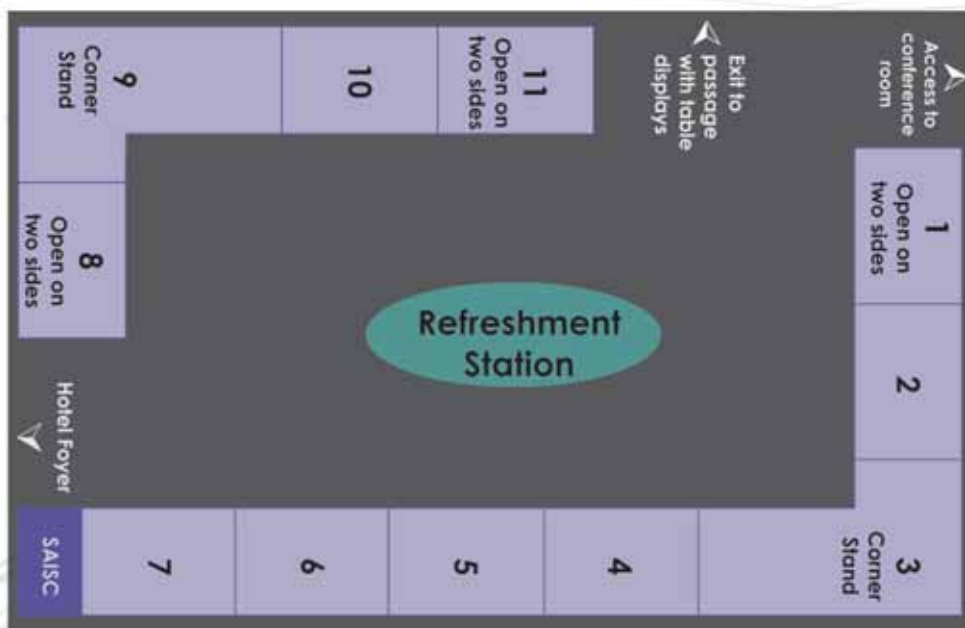 Access to
conference
room
1
Open on
two sides
2
3
Corner
Stand
Exit to
passage
with table
displays
11
Open on
two sides
10
9
Corner
Stand
8
Open on
two sides
Refreshment
Station
Hotel Foyer
4
5
6
7
SAISC